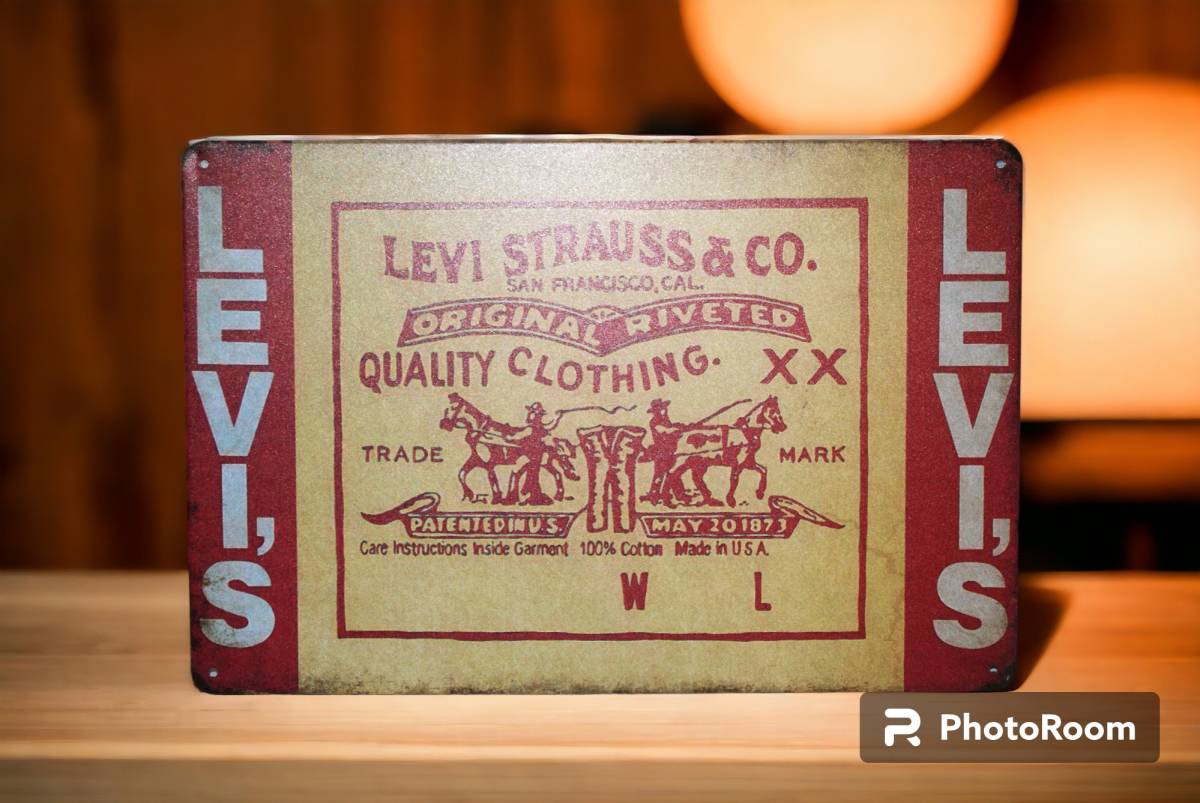 LEVI'S
LEVI STRAUSS & CO.
SAN FRANCISCO, CAL.
ORIGINAL RIVETED
QUALITY CLOTHING. XX
TRADE MARK
PATENTED IN U.S. MAY 20 1873
Care Instructions Inside Garment 100% Cotton Made in U S A.
W L
LEVI'S
PhotoRoom